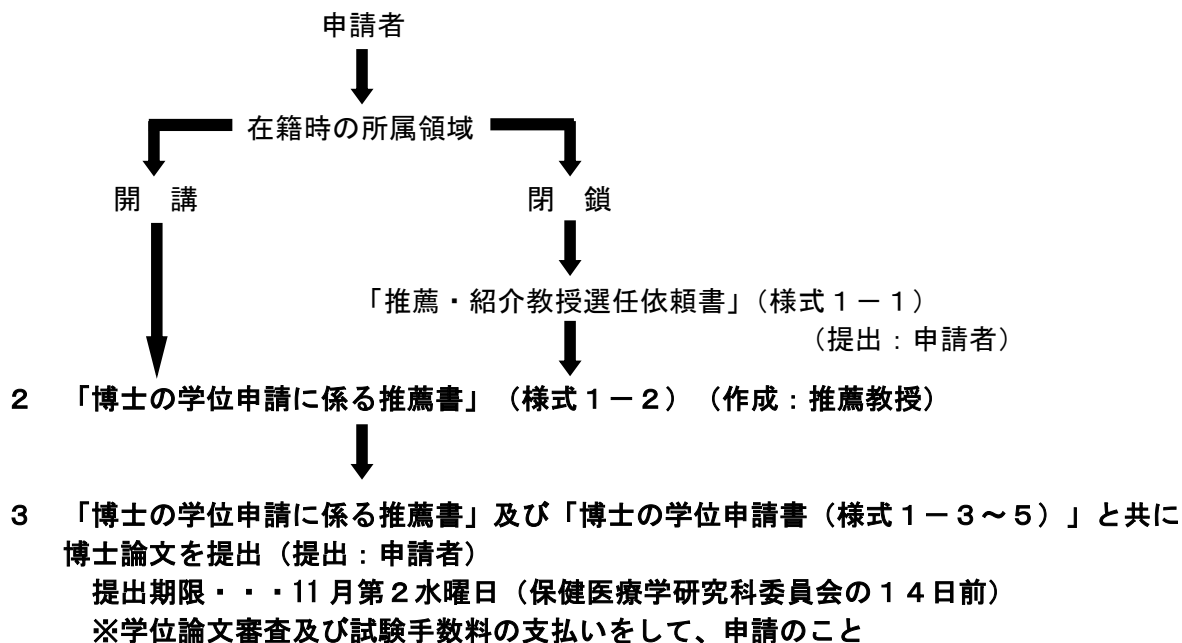 申請者
在籍時の所属領域
開　講
閉　鎖
「推薦・紹介教授選任依頼書」（様式１－１）
（提出：申請者）
２　「博士の学位申請に係る推薦書」（様式１－２）（作成：推薦教授）
３　「博士の学位申請に係る推薦書」及び「博士の学位申請書（様式１－３～５）」と共に
博士論文を提出（提出：申請者）
提出期限・・・11月第２水曜日（保健医療学研究科委員会の１４日前）
※学位論文審査及び試験手数料の支払いをして、申請のこと